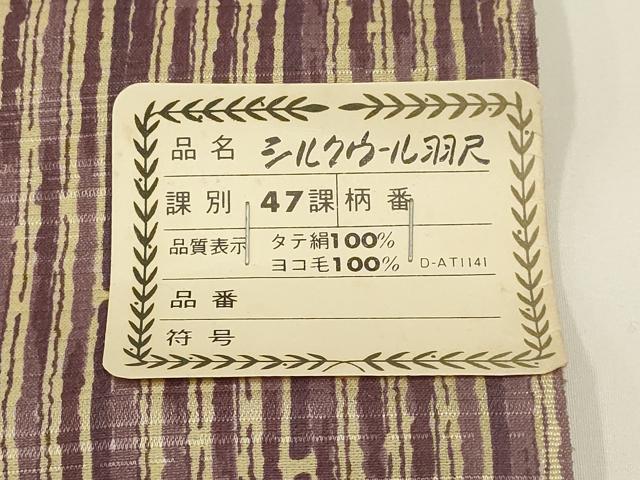 品名 シルクウール羽尺
課別 47課 柄番
品質表示 タテ絹100%
ヨコ毛100% D-AT1141
品番
符号